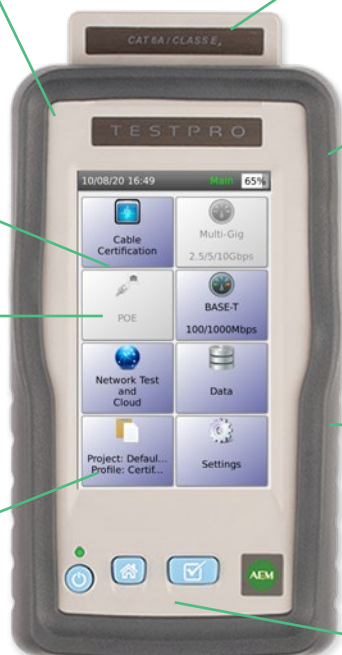 CAT6A/CLASS EA
TESTPRO
10/08/20 16:49 Main 65%
Cable
Certification
Multi-Gig
2.5/5/10Gbps
POE
BASE-T
100/1000Mbps
Network Test
and
Cloud
Data
Project: Defaul...
Profile: Certif...
Settings
AEM